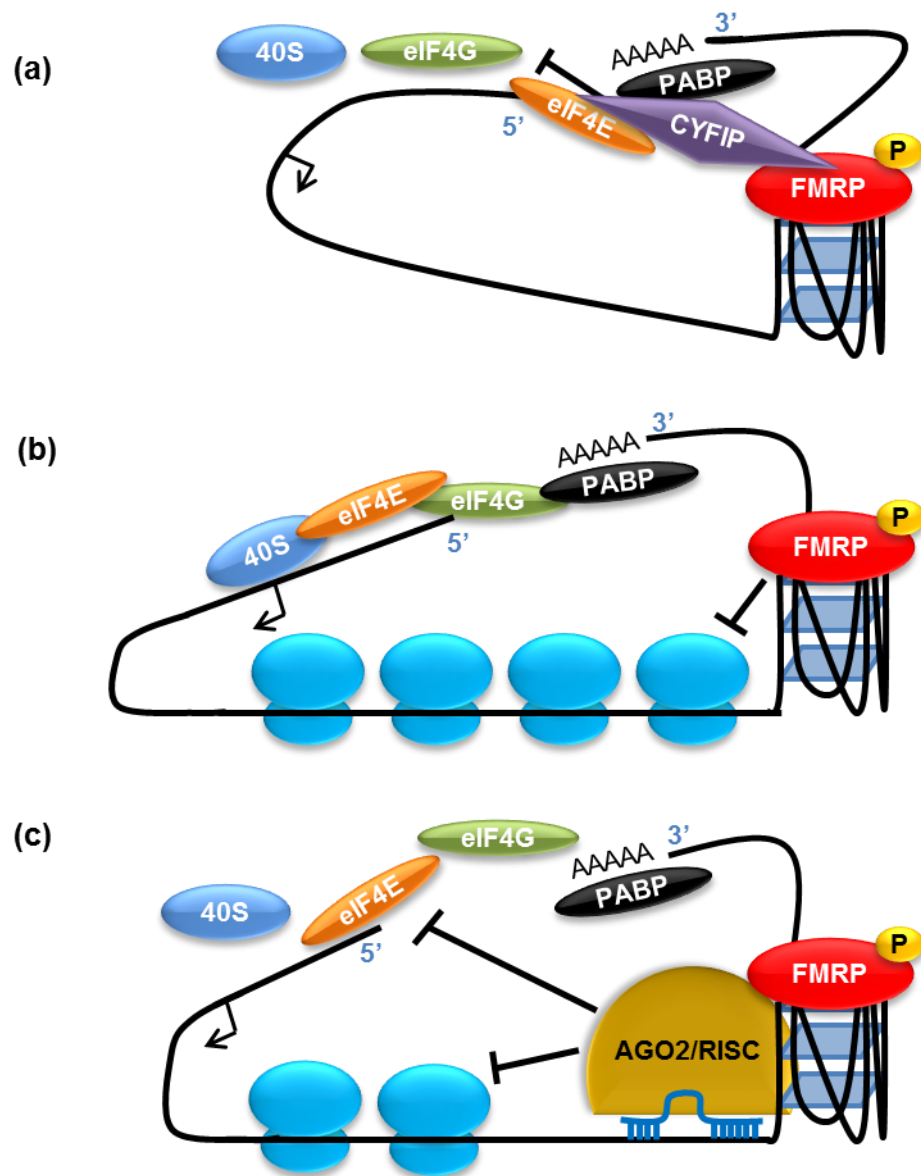 (a)
40S
eIF4G
AAAAA
3’
PABP
eIF4E
5’
CYFIP
P
FMRP
(b)
AAAAA
3’
PABP
eIF4E
eIF4G
40S
5’
P
FMRP
(c)
eIF4G
3’
AAAAA
PABP
40S
eIF4E
5’
P
FMRP
AGO2/RISC